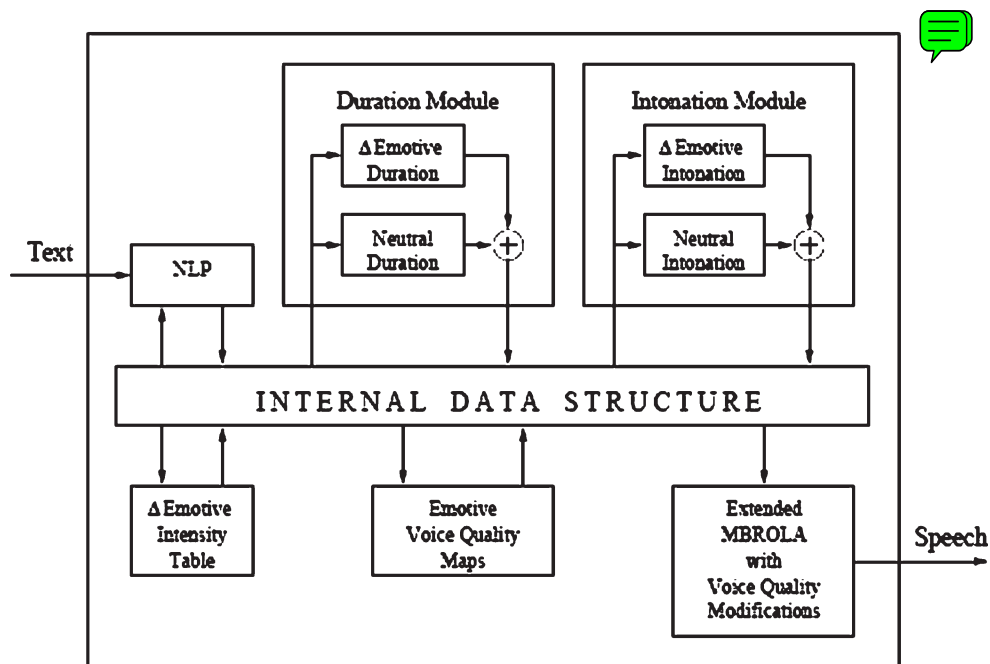 Duration Module
Δ Emotive
Duration
Neutral
Duration
+
Intonation Module
Δ Emotive
Intonation
Neutral
Intonation
+
Text
NLP
INTERNAL DATA STRUCTURE
Δ Emotive
Intensity
Table
Emotive
Voice Quality
Maps
Extended
MBROLA
with
Voice Quality
Modifications
Speech